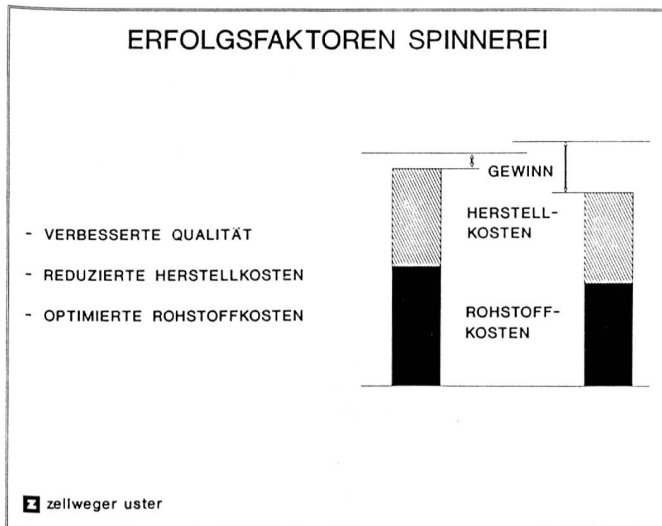 ERFOLGSFAKTOREN SPINNEREI
- VERBESSERTE QUALITÄT
- REDUZIERTE HERSTELLKOSTEN
- OPTIMIERTE ROHSTOFFKOSTEN
GEWINN
HERSTELL-
KOSTEN
ROHSTOFF-
KOSTEN
z zellweger uster